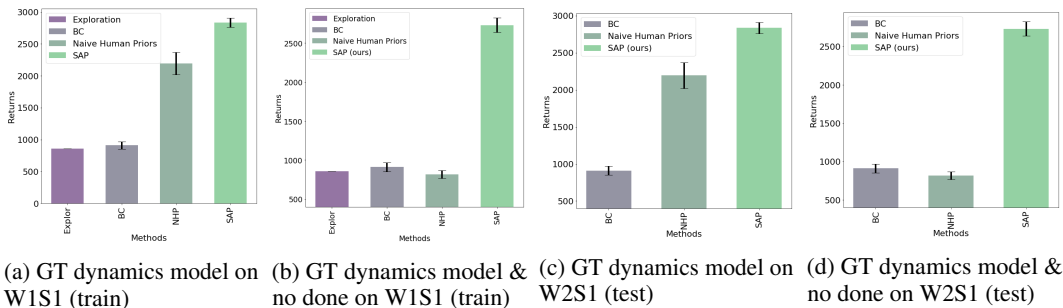 3000
2500
2000
1500
1000
500
0
Returns
Exploration
BC
Naive Human Priors
SAP
Explor
BC
NHP
SAP
Methods
(a) GT dynamics model on
W1S1 (train)
2500
2000
1500
1000
500
Returns
Exploration
BC
Naive Human Priors
SAP (ours)
Explor
BC
NHP
SAP
Methods
(b) GT dynamics model &
no done on W1S1 (train)
3000
2500
2000
1500
1000
500
Returns
BC
Naive Human Priors
SAP (ours)
BC
NHP
SAP
Methods
(c) GT dynamics model on
W2S1 (test)
2500
2000
1500
1000
500
Returns
BC
Naive Human Priors
SAP (ours)
BC
NHP
SAP
Methods
(d) GT dynamics model &
no done on W2S1 (test)